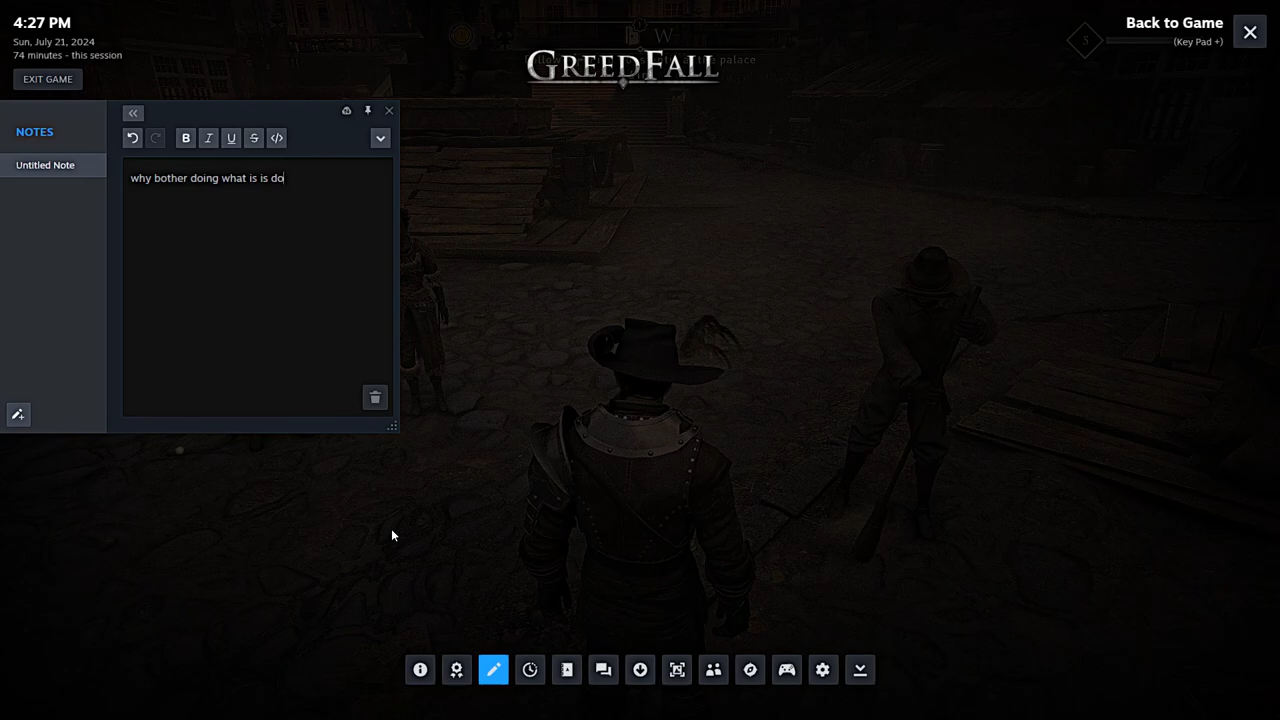 4:27 PM
Sun, July 21, 2024
74 minutes - this session
EXIT GAME
GREEDFALL
W
palace
S
Back to Game
(Key Pad +)
NOTES
Untitled Note
B I U S </>
why bother doing what is is do